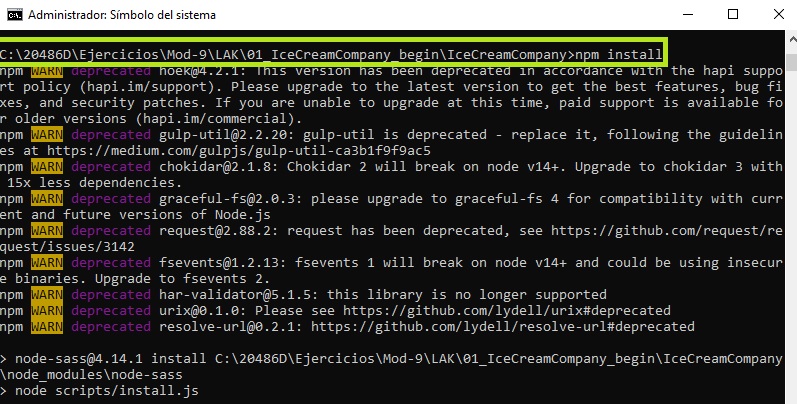 Administrador: Símbolo del sistema
C:\20486D\Ejercicios\Mod-9\LAK\01_IceCreamCompany_begin\IceCreamCompany>npm install
npm WARN deprecated hoek@4.2.1: This version has been deprecated in accordance with the hapi suppo
rt policy (hapi.im/support). Please upgrade to the latest version to get the best features, bug fi
xes, and security patches. If you are unable to upgrade at this time, paid support is available fo
r older versions (hapi.im/commercial).
npm WARN deprecated gulp-util@2.2.20: gulp-util is deprecated - replace it, following the guidelin
es at https://medium.com/gulpjs/gulp-util-ca3b1f9f9ac5
npm WARN deprecated chokidar@2.1.8: Chokidar 2 will break on node v14+. Upgrade to chokidar 3 with
 15x less dependencies.
npm WARN deprecated graceful-fs@2.0.3: please upgrade to graceful-fs 4 for compatibility with curr
ent and future versions of Node.js
npm WARN deprecated request@2.88.2: request has been deprecated, see https://github.com/request/re
quest/issues/3142
npm WARN deprecated fsevents@1.2.13: fsevents 1 will break on node v14+ and could be using insecur
e binaries. Upgrade to fsevents 2.
npm WARN deprecated har-validator@5.1.5: this library is no longer supported
npm WARN deprecated urix@0.1.0: Please see https://github.com/lydell/urix#deprecated
npm WARN deprecated resolve-url@0.2.1: https://github.com/lydell/resolve-url#deprecated
> node-sass@4.14.1 install C:\20486D\Ejercicios\Mod-9\LAK\01_IceCreamCompany_begin\IceCreamCompany
\node_modules\node-sass
> node scripts/install.js